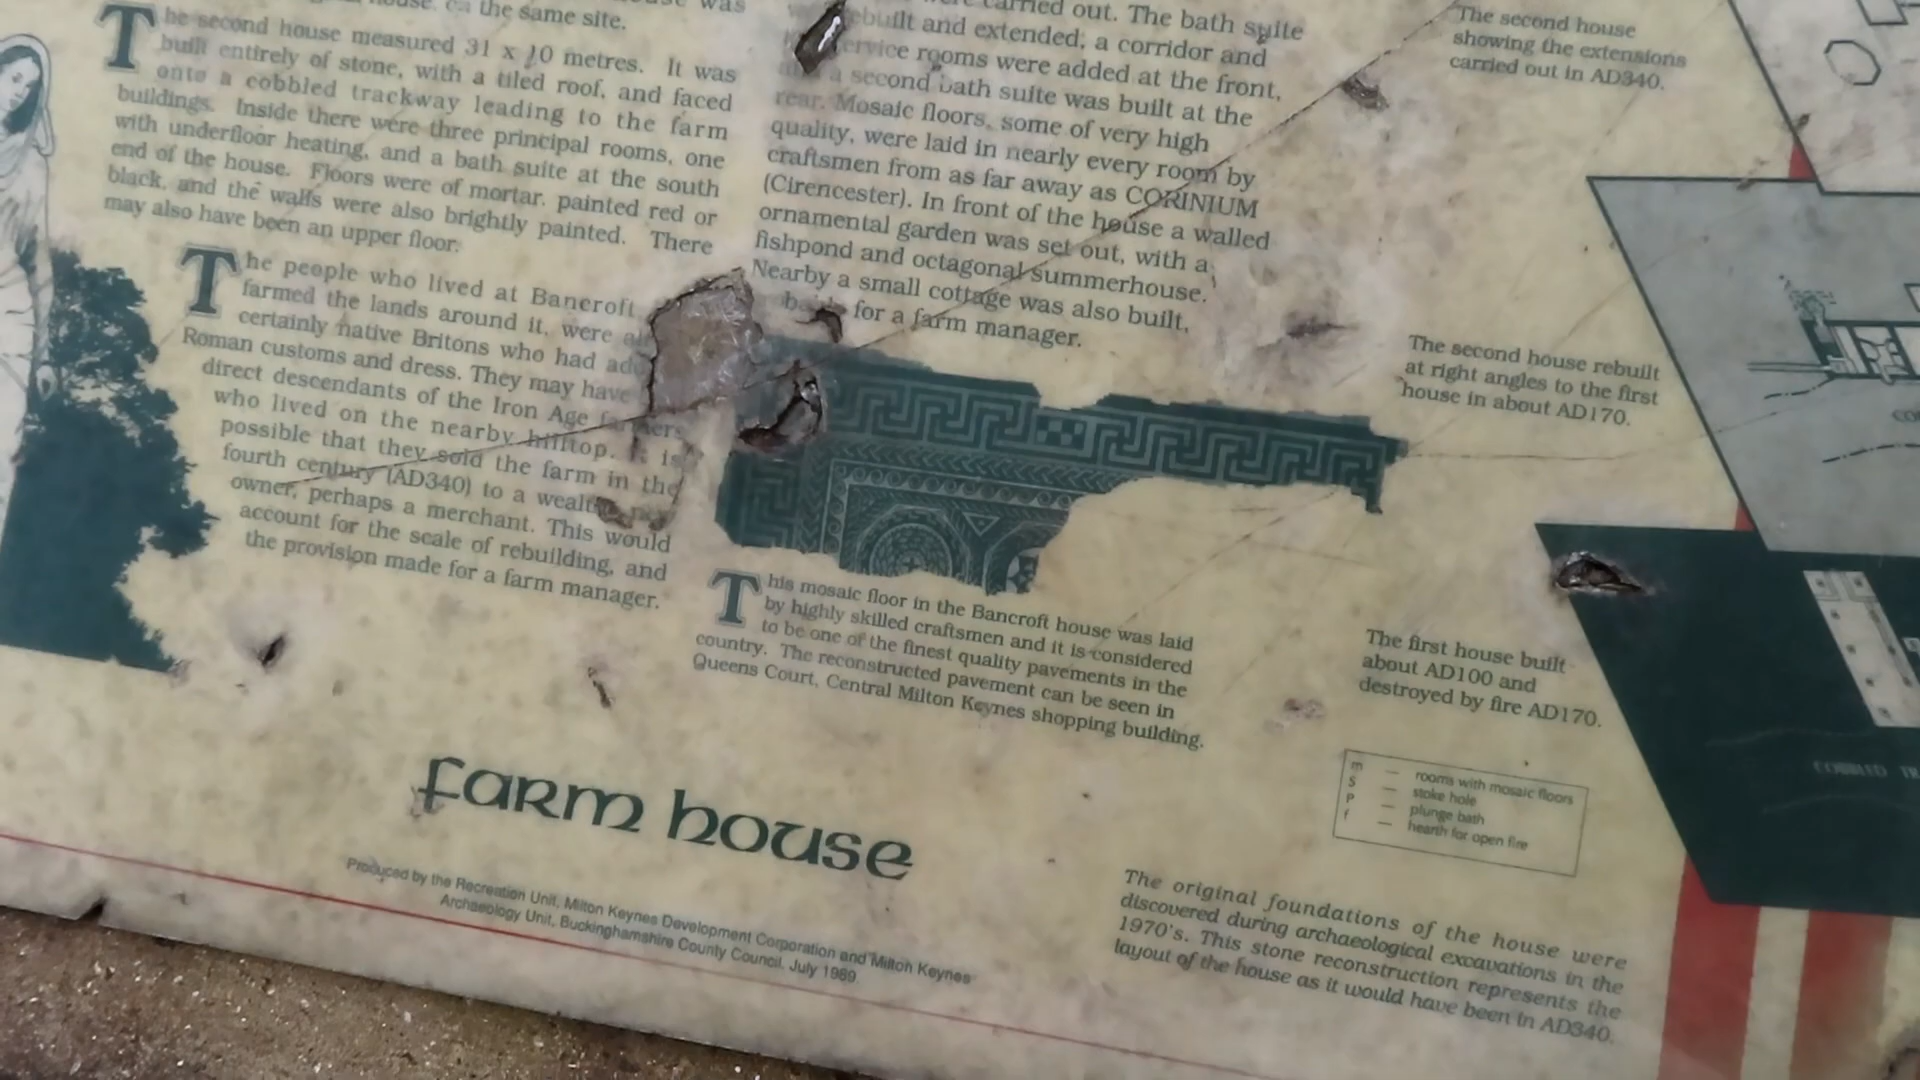 the same site.
The second house measured 31 x 10 metres. It was
built entirely of stone, with a tiled roof, and faced
onto a cobbled trackway leading to the farm
buildings. Inside there were three principal rooms, one
with underfloor heating, and a bath suite at the south
end of the house. Floors were of mortar, painted red or
black, and the walls were also brightly painted. There
may also have been an upper floor.
The people who lived at Bancroft
farmed the lands around it, were
certainly native Britons who had
Roman customs and dress. They may have
direct descendants of the Iron Age farmers
who lived on the nearby hilltop. It is
possible that they sold the farm in the
fourth century (AD340) to a
owner, perhaps a merchant. This would
account for the scale of rebuilding, and
the provision made for a farm manager.
carried out. The bath suite
rebuilt and extended, a corridor and
service rooms were added at the front,
a second bath suite was built at the
rear. Mosaic floors, some of very high
quality, were laid in nearly every room by
craftsmen from as far away as CORINIUM
(Cirencester). In front of the house a walled
ornamental garden was set out, with a
fishpond and octagonal summerhouse.
Nearby a small cottage was also built,
for a farm manager.
This mosaic floor in the Bancroft house was laid
by highly skilled craftsmen and it is considered
to be one of the finest quality pavements in the
country. The reconstructed pavement can be seen in
Queens Court, Central Milton Keynes shopping building.
The second house
showing the extensions
carried out in AD340.
The second house rebuilt
at right angles to the first
house in about AD170.
The first house built
about AD100 and
destroyed by fire AD170.
COBBLED
m — rooms with mosaic floors
S — stoke hole
P — plunge bath
f — hearth for open fire
farm house
Produced by the Recreation Unit, Milton Keynes Development Corporation and Milton Keynes
Archaeology Unit, Buckinghamshire County Council. July 1989
The original foundations of the house were
discovered during archaeological excavations in the
1970's. This stone reconstruction represents the
layout of the house as it would have been in AD340.